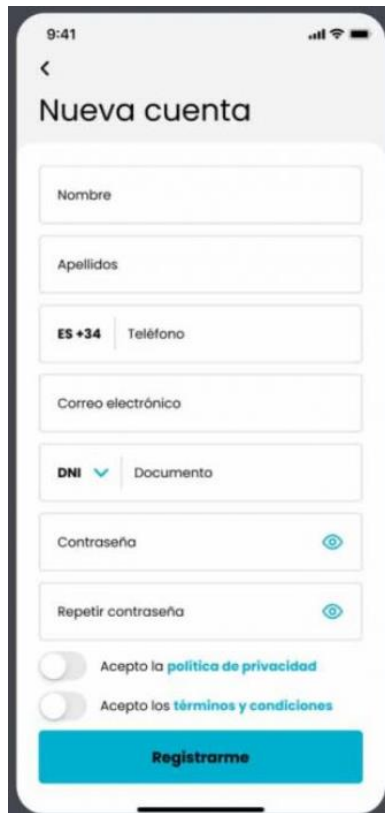 9:41
Nueva cuenta
Nombre
Apellidos
ES +34 Teléfono
Correo electrónico
DNI Documento
Contraseña
Repetir contraseña
Acepto la política de privacidad
Acepto los términos y condiciones
Registrarme